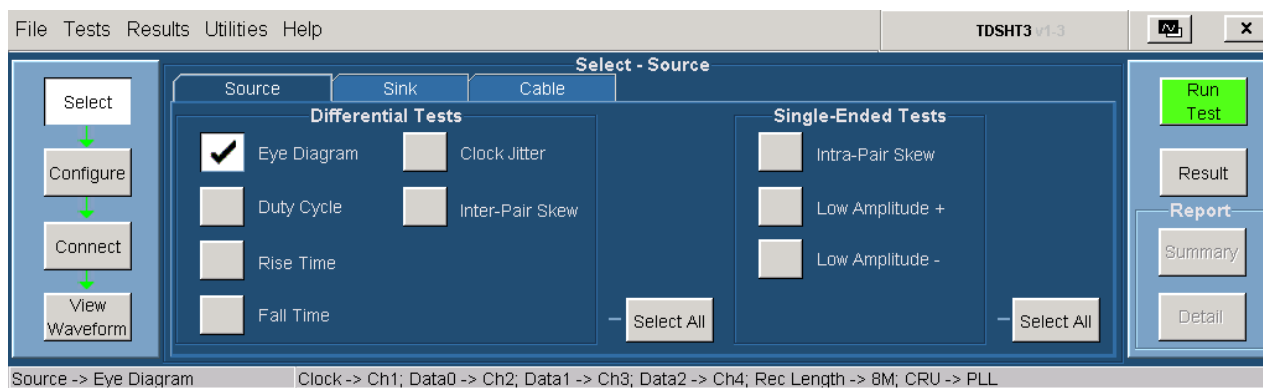 File Tests Results Utilities Help TDSHT3 v1-3
Select - Source
Select
Configure
Connect
View
Waveform
Source Sink Cable
Differential Tests
Eye Diagram Clock Jitter
Duty Cycle Inter-Pair Skew
Rise Time
Fall Time
Select All
Single-Ended Tests
Intra-Pair Skew
Low Amplitude +
Low Amplitude -
Select All
Run
Test
Result
Report
Summary
Detail
Source -> Eye Diagram Clock -> Ch1; Data0 -> Ch2; Data1 -> Ch3; Data2 -> Ch4; Rec Length -> 8M; CRU -> PLL